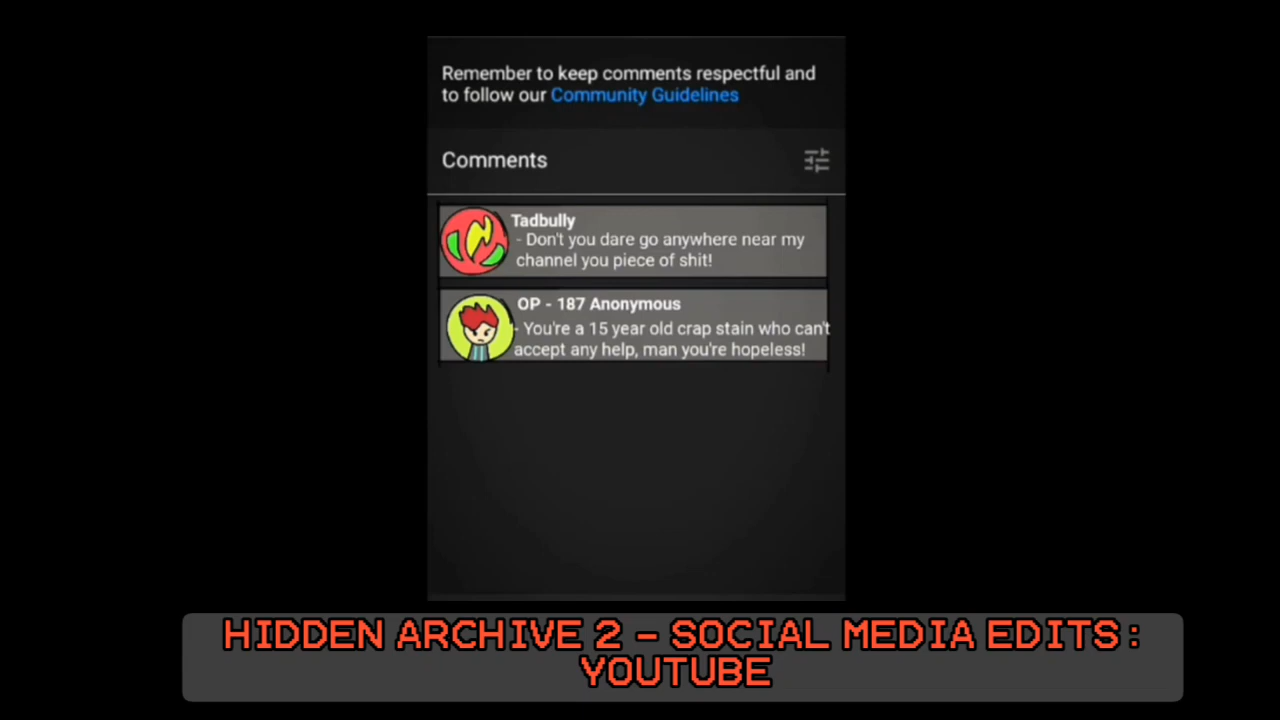 Remember to keep comments respectful and
to follow our Community Guidelines
Comments
Tadbully
- Don't you dare go anywhere near my
channel you piece of shit!
OP - 187 Anonymous
- You're a 15 year old crap stain who can't
accept any help, man you're hopeless!
HIDDEN ARCHIVE 2 - SOCIAL MEDIA EDITS:
YOUTUBE